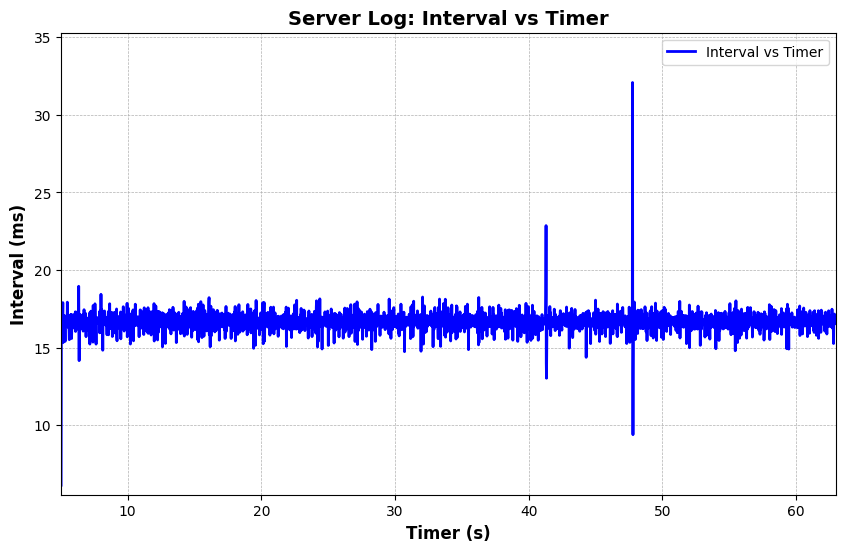 Server Log: Interval vs Timer
Interval vs Timer
35
30
25
20
15
10
Interval (ms)
10 20 30 40 50 60
Timer (s)